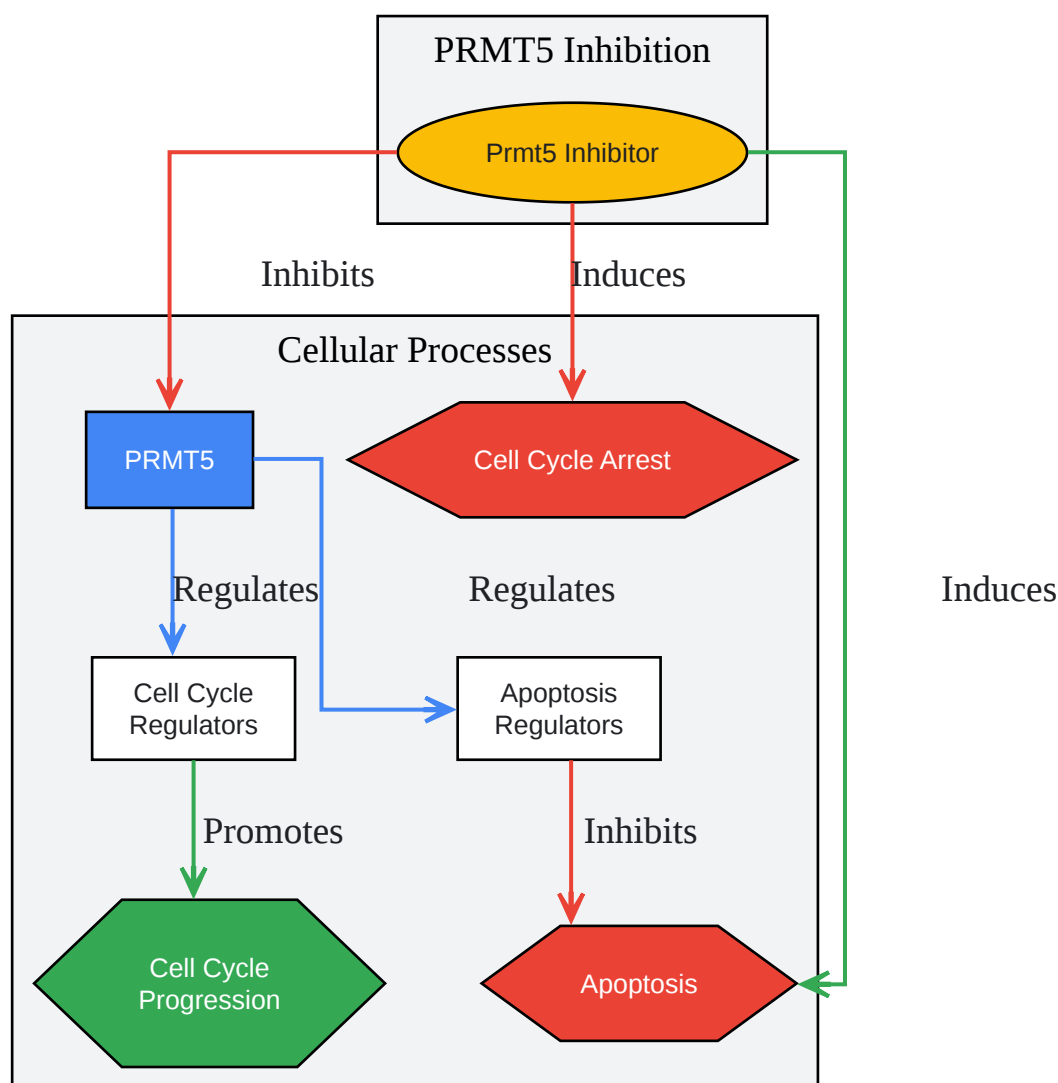 PRMT5 Inhibition
Prmt5 Inhibitor
Inhibits
Induces
Cellular Processes
PRMT5
Cell Cycle Arrest
Regulates
Regulates
Induces
Cell Cycle
Regulators
Apoptosis
Regulators
Promotes
Inhibits
Cell Cycle
Progression
Apoptosis